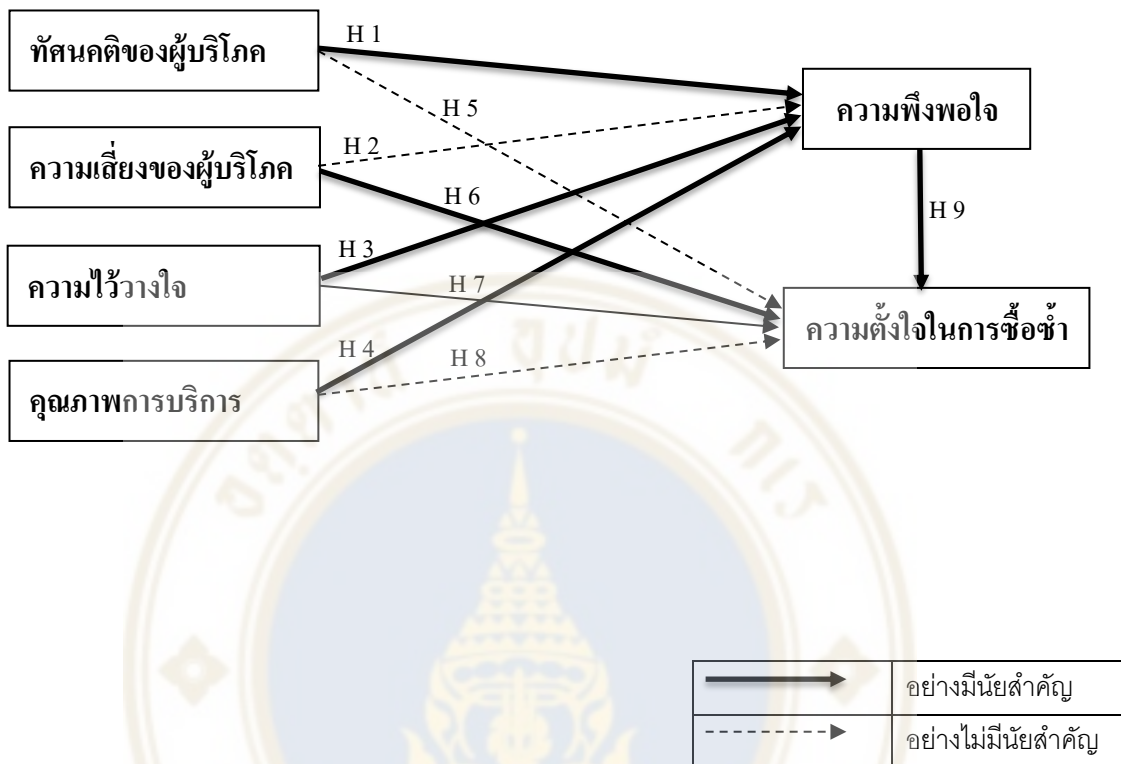 ทัศนคติของผู้บริโภค
H 1
H 5
ความพึงพอใจ
ความเสี่ยงของผู้บริโภค
H 2
H 6
H 9
ความไว้วางใจ
H 3
H 7
ความตั้งใจในการซื้อซ้ำ
คุณภาพการบริการ
H 4
H 8
อย่างมีนัยสำคัญ
อย่างไม่มีนัยสำคัญ